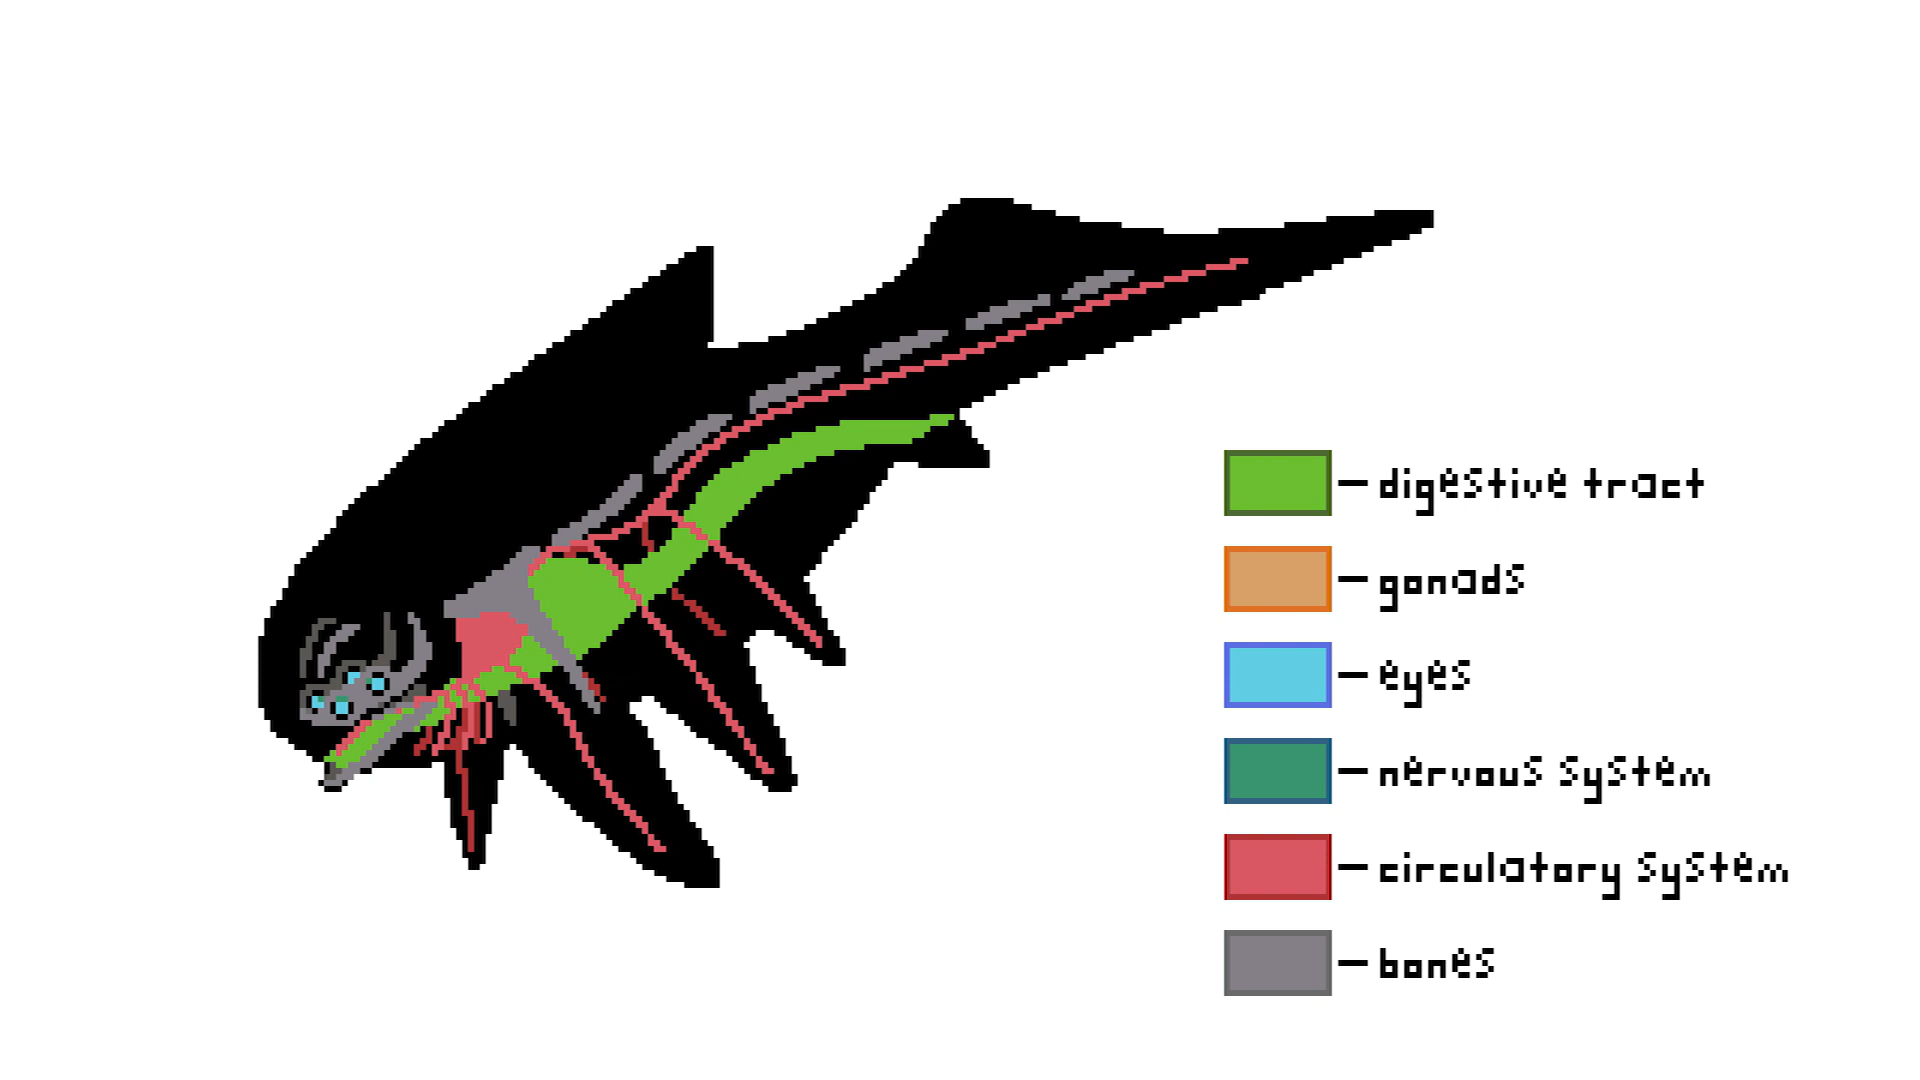 — digestive tract
— gonads
— eyes
— nervous system
— circulatory system
— bones